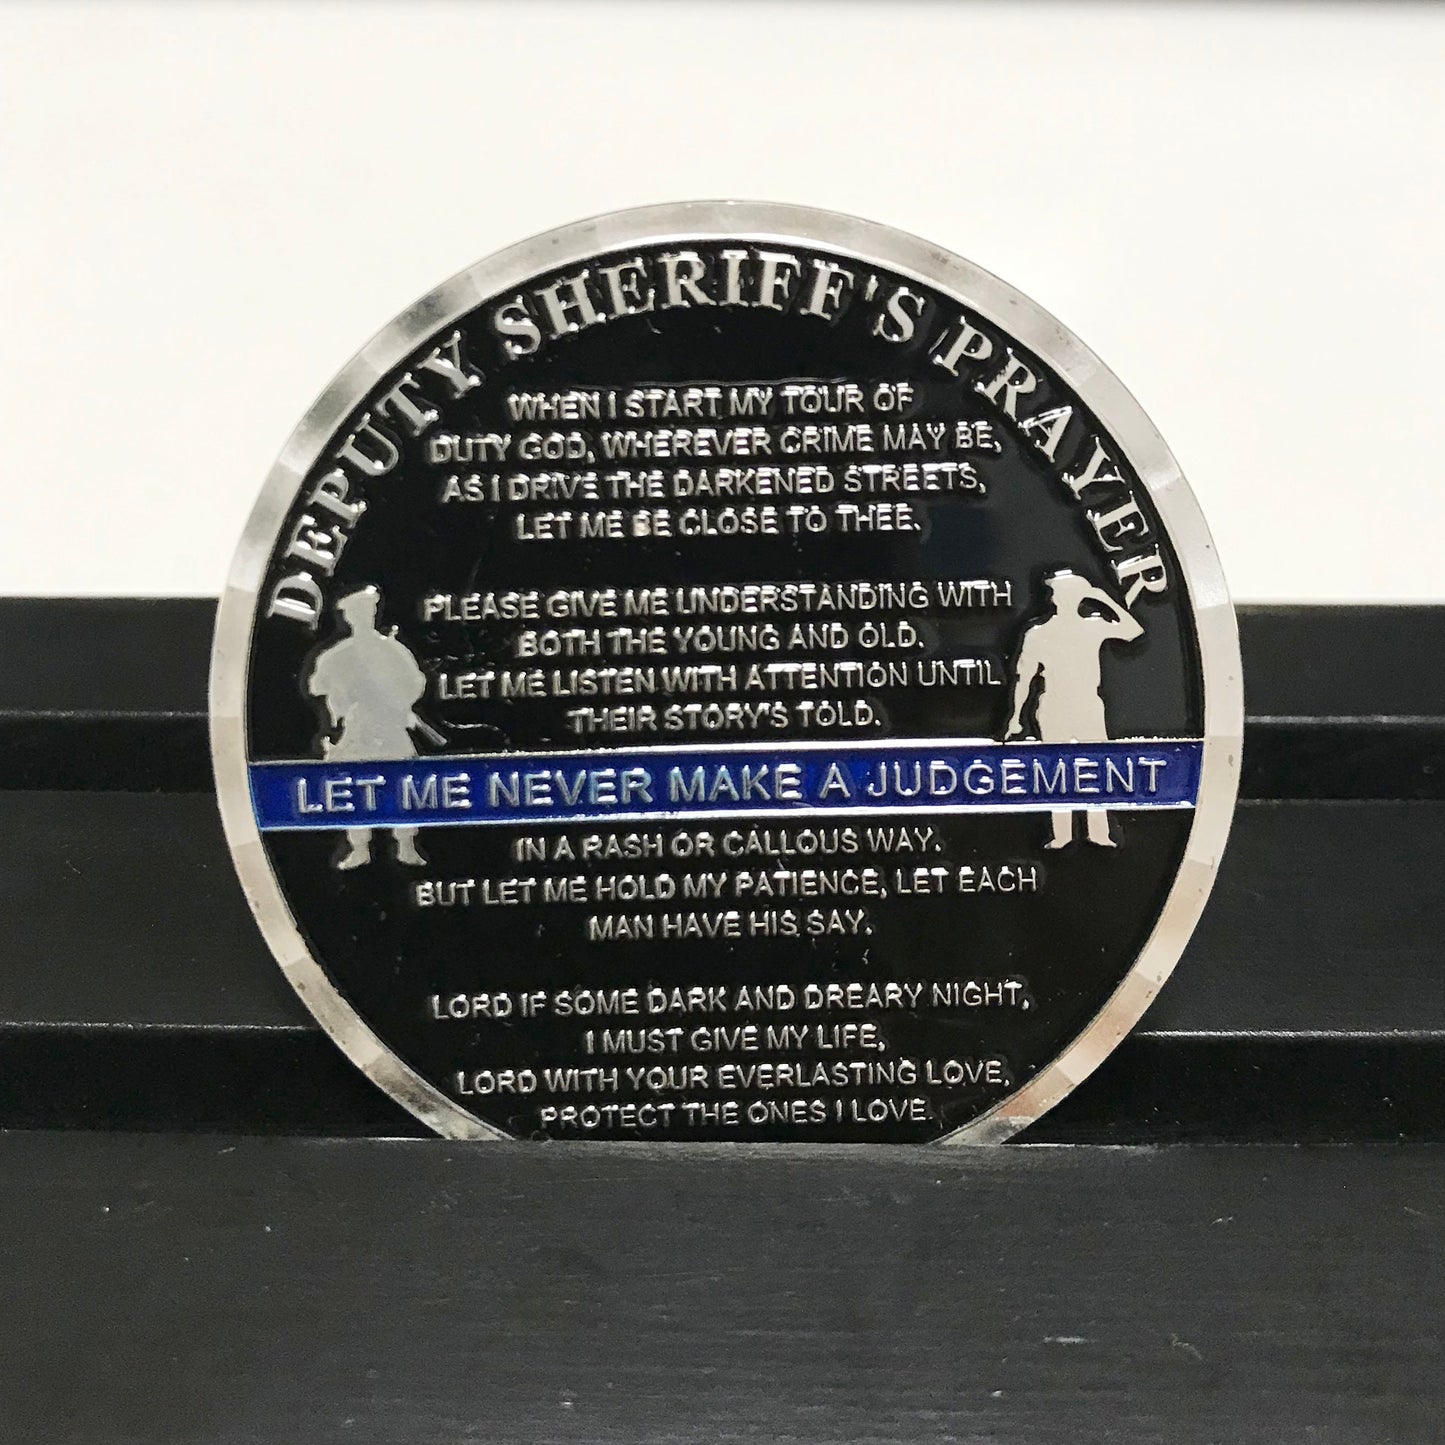 DEPUTY SHERIFF'S PRAYER
WHEN I START MY TOUR OF
DUTY GOD, WHEREVER CRIME MAY BE,
AS I DRIVE THE DARKENED STREETS,
LET ME BE CLOSE TO THEE.
PLEASE GIVE ME UNDERSTANDING WITH
BOTH THE YOUNG AND OLD.
LET ME LISTEN WITH ATTENTION UNTIL
THEIR STORY'S TOLD.
LET ME NEVER MAKE A JUDGEMENT
IN A RASH OR CALLOUS WAY.
BUT LET ME HOLD MY PATIENCE, LET EACH
MAN HAVE HIS SAY.
LORD IF SOME DARK AND DREARY NIGHT,
I MUST GIVE MY LIFE,
LORD WITH YOUR EVERLASTING LOVE,
PROTECT THE ONES I LOVE.